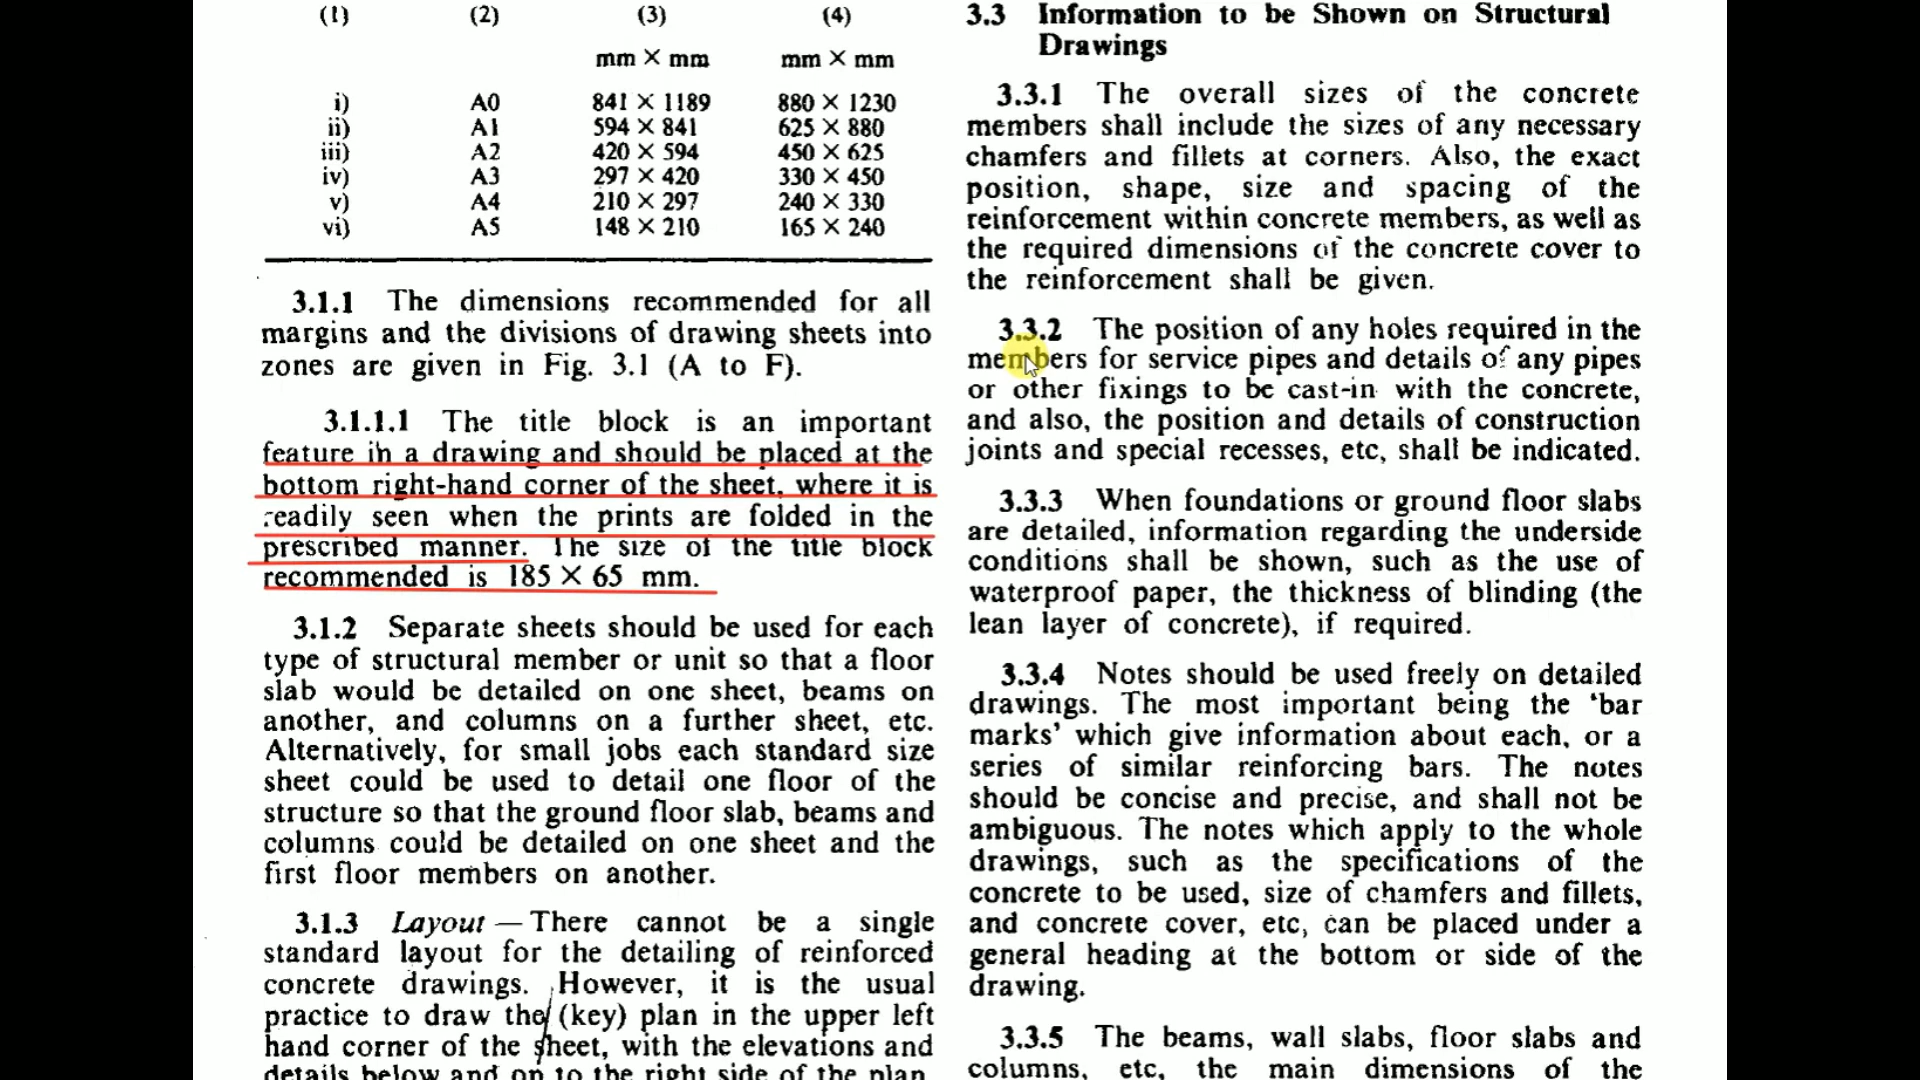 (1) (2) (3) (4)
mm × mm mm × mm
i) A0 841 × 1189 880 × 1230
ii) A1 594 × 841 625 × 880
iii) A2 420 × 594 450 × 625
iv) A3 297 × 420 330 × 450
v) A4 210 × 297 240 × 330
vi) A5 148 × 210 165 × 240
3.1.1 The dimensions recommended for all
margins and the divisions of drawing sheets into
zones are given in Fig. 3.1 (A to F).
3.1.1.1 The title block is an important
feature in a drawing and should be placed at the
bottom right-hand corner of the sheet, where it is
readily seen when the prints are folded in the
prescribed manner. The size of the title block
recommended is 185 × 65 mm.
3.1.2 Separate sheets should be used for each
type of structural member or unit so that a floor
slab would be detailed on one sheet, beams on
another, and columns on a further sheet, etc.
Alternatively, for small jobs each standard size
sheet could be used to detail one floor of the
structure so that the ground floor slab, beams and
columns could be detailed on one sheet and the
first floor members on another.
3.1.3 Layout — There cannot be a single
standard layout for the detailing of reinforced
concrete drawings. However, it is the usual
practice to draw the (key) plan in the upper left
hand corner of the sheet, with the elevations and
details below and on to the right side of the plan.
3.3 Information to be Shown on Structural
Drawings
3.3.1 The overall sizes of the concrete
members shall include the sizes of any necessary
chamfers and fillets at corners. Also, the exact
position, shape, size and spacing of the
reinforcement within concrete members, as well as
the required dimensions of the concrete cover to
the reinforcement shall be given.
3.3.2 The position of any holes required in the
members for service pipes and details of any pipes
or other fixings to be cast-in with the concrete,
and also, the position and details of construction
joints and special recesses, etc, shall be indicated.
3.3.3 When foundations or ground floor slabs
are detailed, information regarding the underside
conditions shall be shown, such as the use of
waterproof paper, the thickness of blinding (the
lean layer of concrete), if required.
3.3.4 Notes should be used freely on detailed
drawings. The most important being the ‘bar
marks’ which give information about each, or a
series of similar reinforcing bars. The notes
should be concise and precise, and shall not be
ambiguous. The notes which apply to the whole
drawings, such as the specifications of the
concrete to be used, size of chamfers and fillets,
and concrete cover, etc, can be placed under a
general heading at the bottom or side of the
drawing.
3.3.5 The beams, wall slabs, floor slabs and
columns, etc, the main dimensions of the